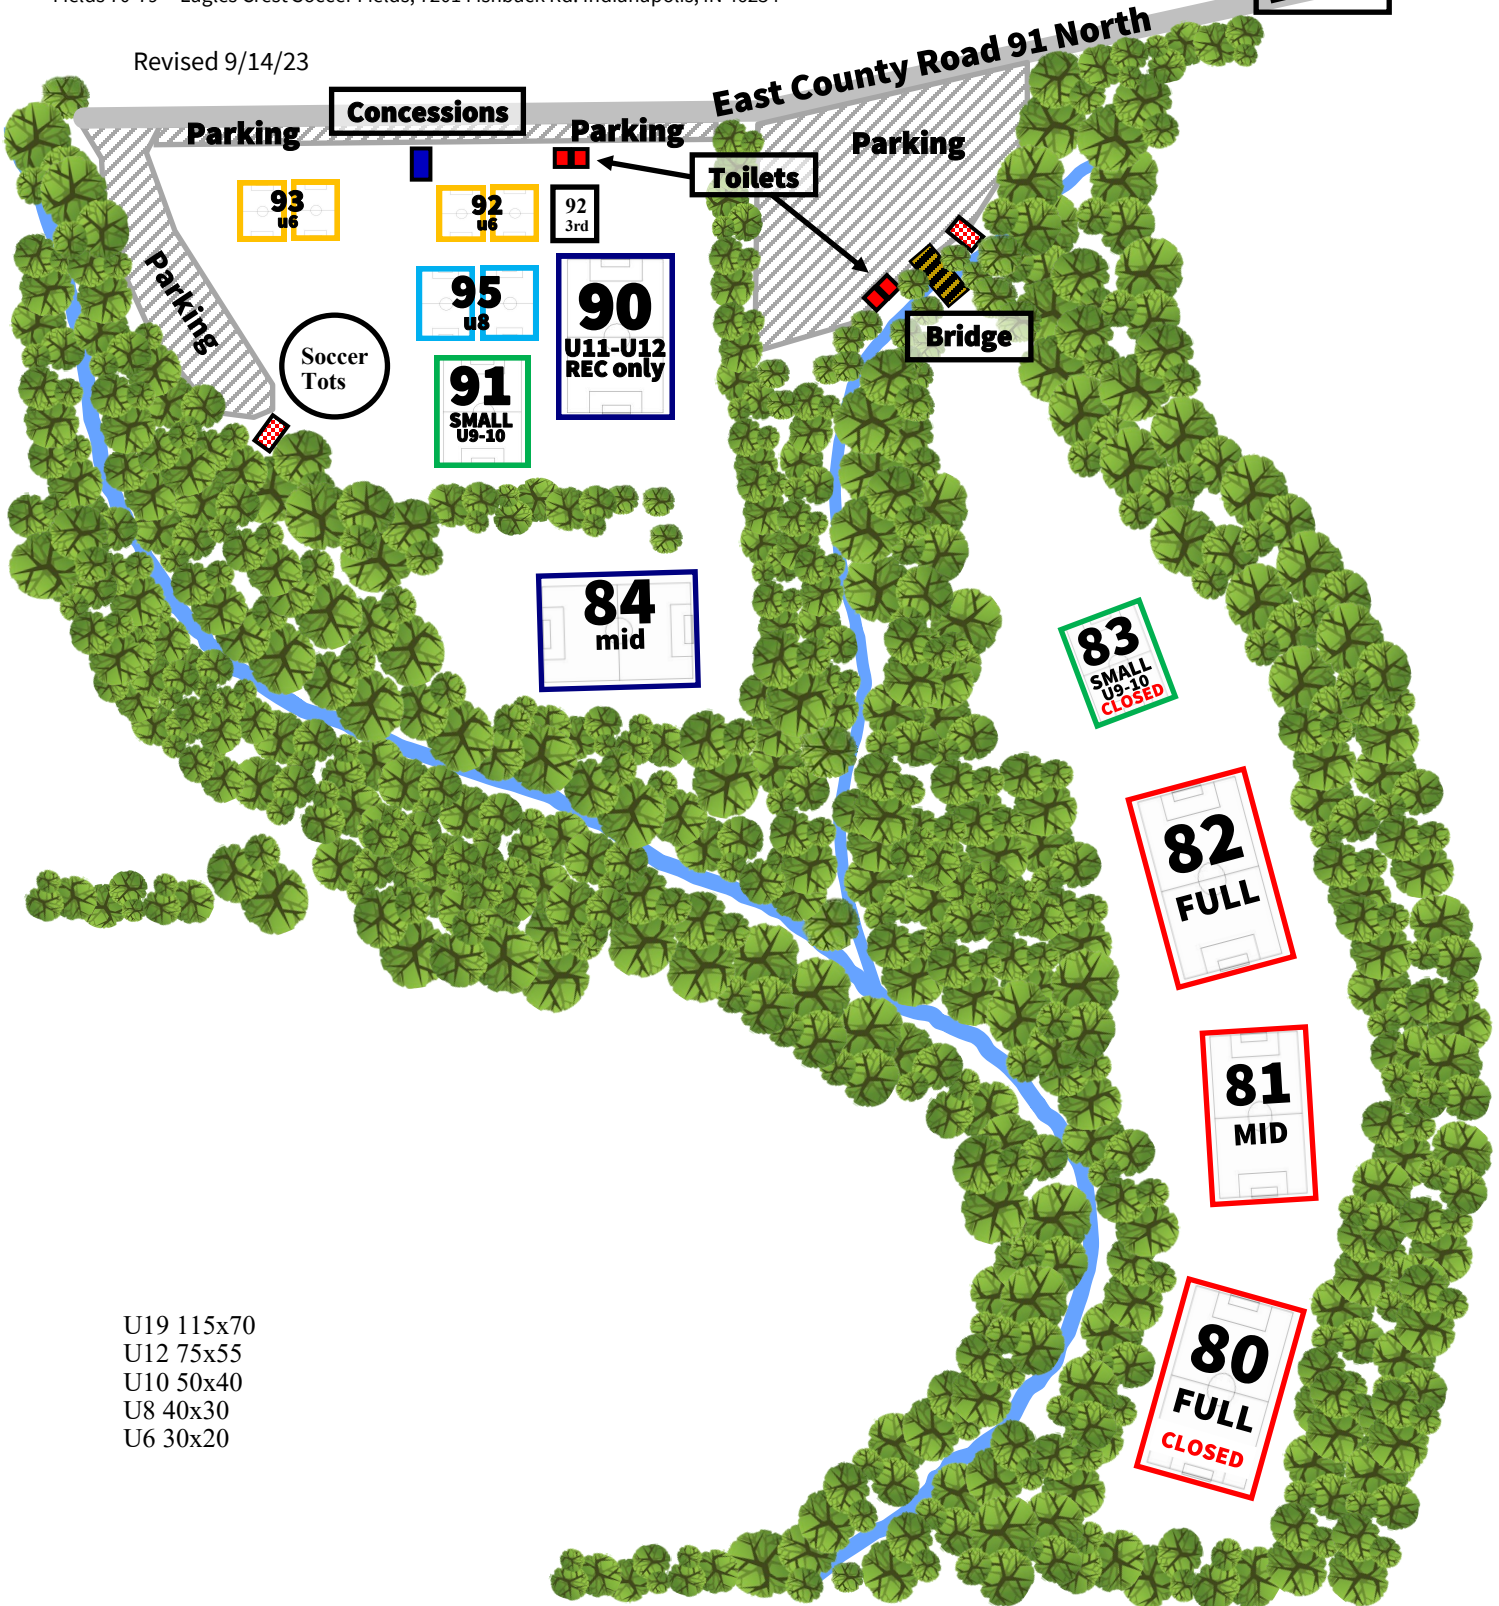 Revised 9/14/23
East County Road 91 North
Concessions
Parking
Parking
Parking
Toilets
93
u6
92
u6
92
3rd
Parking
95
u8
90
U11-U12
REC only
Bridge
Soccer
Tots
91
SMALL
U9-10
84
mid
83
SMALL
U9-10
CLOSED
82
FULL
81
MID
80
FULL
CLOSED
U19 115x70
U12 75x55
U10 50x40
U8 40x30
U6 30x20